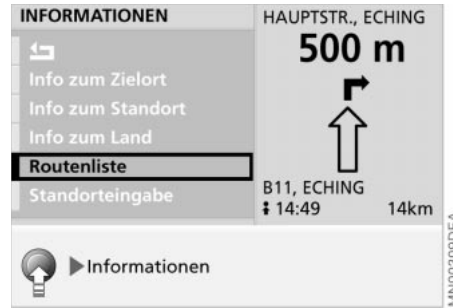 INFORMATIONEN
Info zum Zielort
Info zum Standort
Info zum Land
Routenliste
Standorteingabe
HAUPTSTR., ECHING
500 m
B11, ECHING
14:49 14km
Informationen